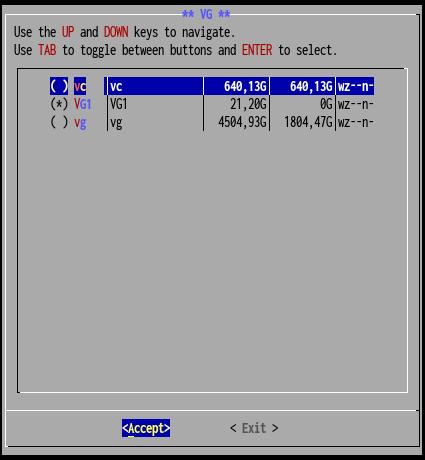 ** VG **
Use the UP and DOWN keys to navigate.
Use TAB to toggle between buttons and ENTER to select.
( ) vc |vc | 640,13G| 640,13G|wz--n-
(*) VG1 |VG1 | 21,20G| 0G|wz--n-
( ) vg |vg | 4504,93G| 1804,47G|wz--n-
<Accept> < Exit >